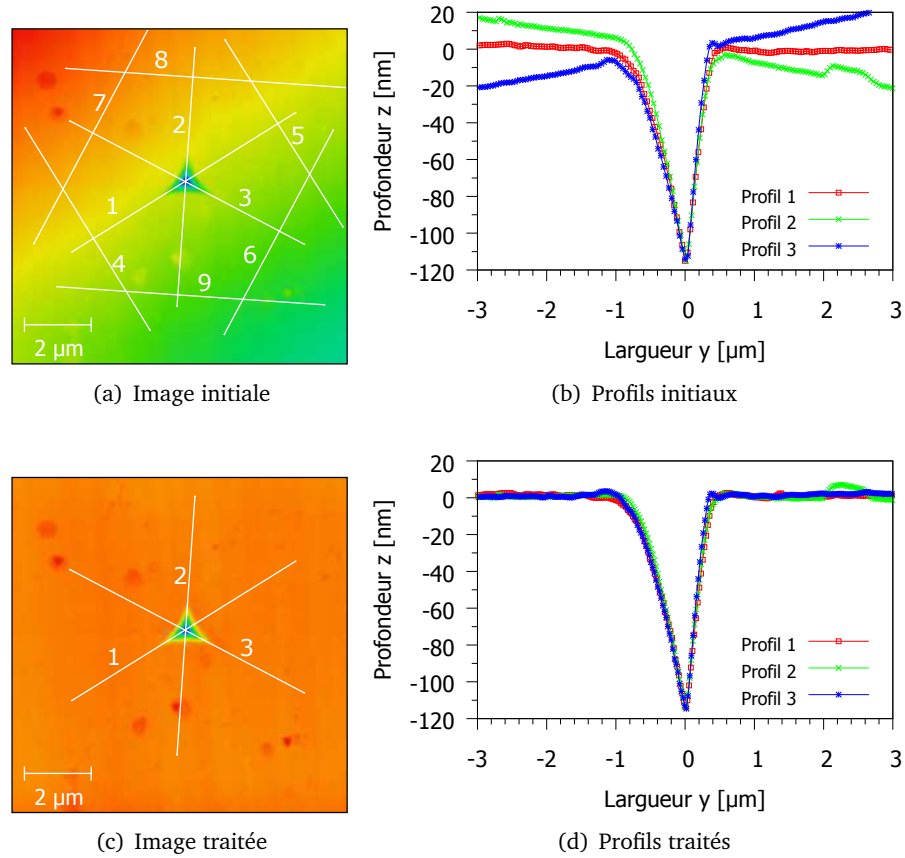 8
7
2
5
1
3
4
6
9
2 µm
(a) Image initiale
20
0
-20
-40
-60
-80
-100
-120
Profondeur z [nm]
Profil 1
Profil 2
Profil 3
-3 -2 -1 0 1 2 3
Largueur y [µm]
(b) Profils initiaux
2
1
3
2 µm
(c) Image traitée
20
0
-20
-40
-60
-80
-100
-120
Profondeur z [nm]
Profil 1
Profil 2
Profil 3
-3 -2 -1 0 1 2 3
Largueur y [µm]
(d) Profils traités